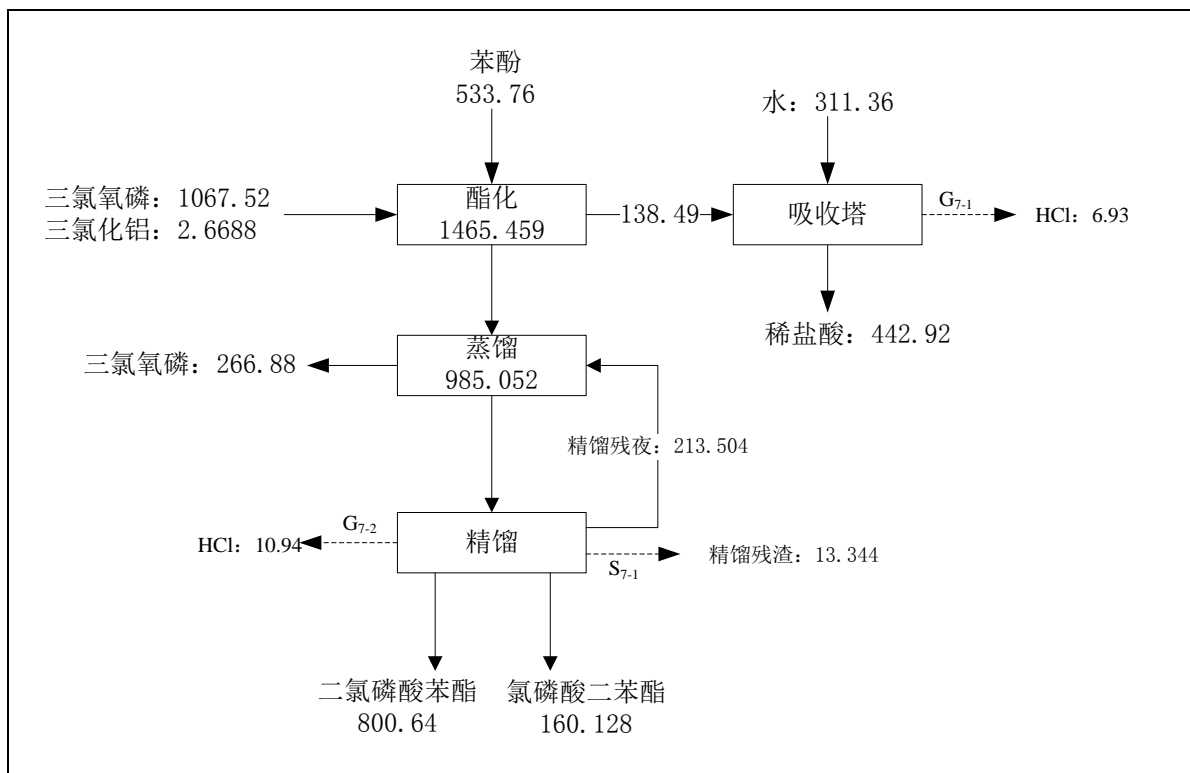 苯酚
533.76
水：311.36
三氯氧磷：1067.52
三氯化铝：2.6688
酯化
1465.459
138.49
吸收塔
G7-1
HCl：6.93
稀盐酸：442.92
三氯氧磷：266.88
蒸馏
985.052
精馏残夜：213.504
HCl：10.94
G7-2
精馏
S7-1
精馏残渣：13.344
二氯磷酸苯酯
800.64
氯磷酸二苯酯
160.128